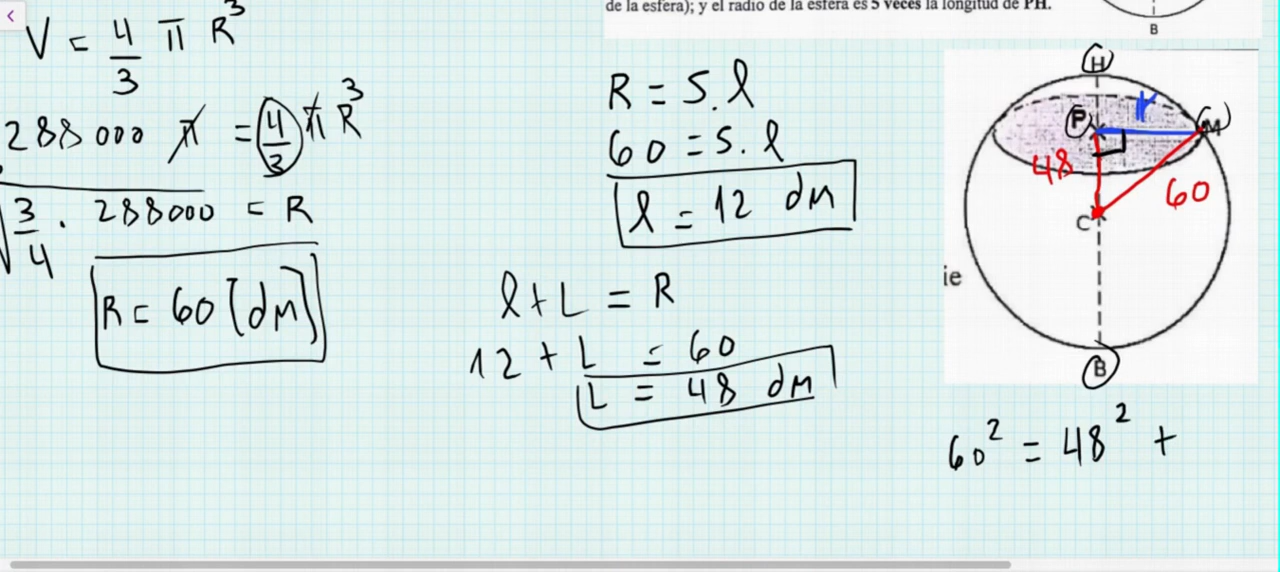 de la esfera); y el radio de la esfera es 5 veces la longitud de PH.
B
V = 4/3 π R³
288 000 π = 4/3 π R³
√ 3/4 . 288000 = R
R = 60 (dm)
R = 5.l
60 = 5.l
l = 12 dm
l + L = R
12 + L = 60
L = 48 dm
H
r
P
M
48
60
C
ie
B
60² = 48² +